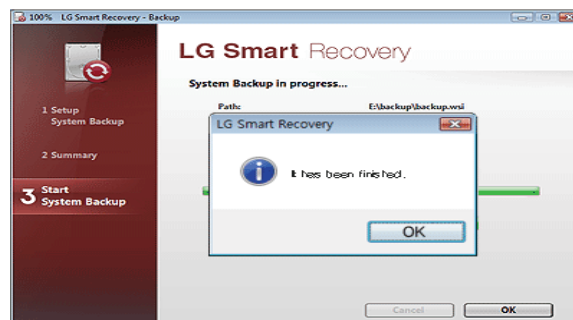 100% LG Smart Recovery - Backup
LG Smart Recovery
System Backup in progress...
Path: E:\backup\backup.wsi
1 Setup
System Backup
2 Summary
3 Start
System Backup
LG Smart Recovery
It has been finished.
OK
Cancel
OK